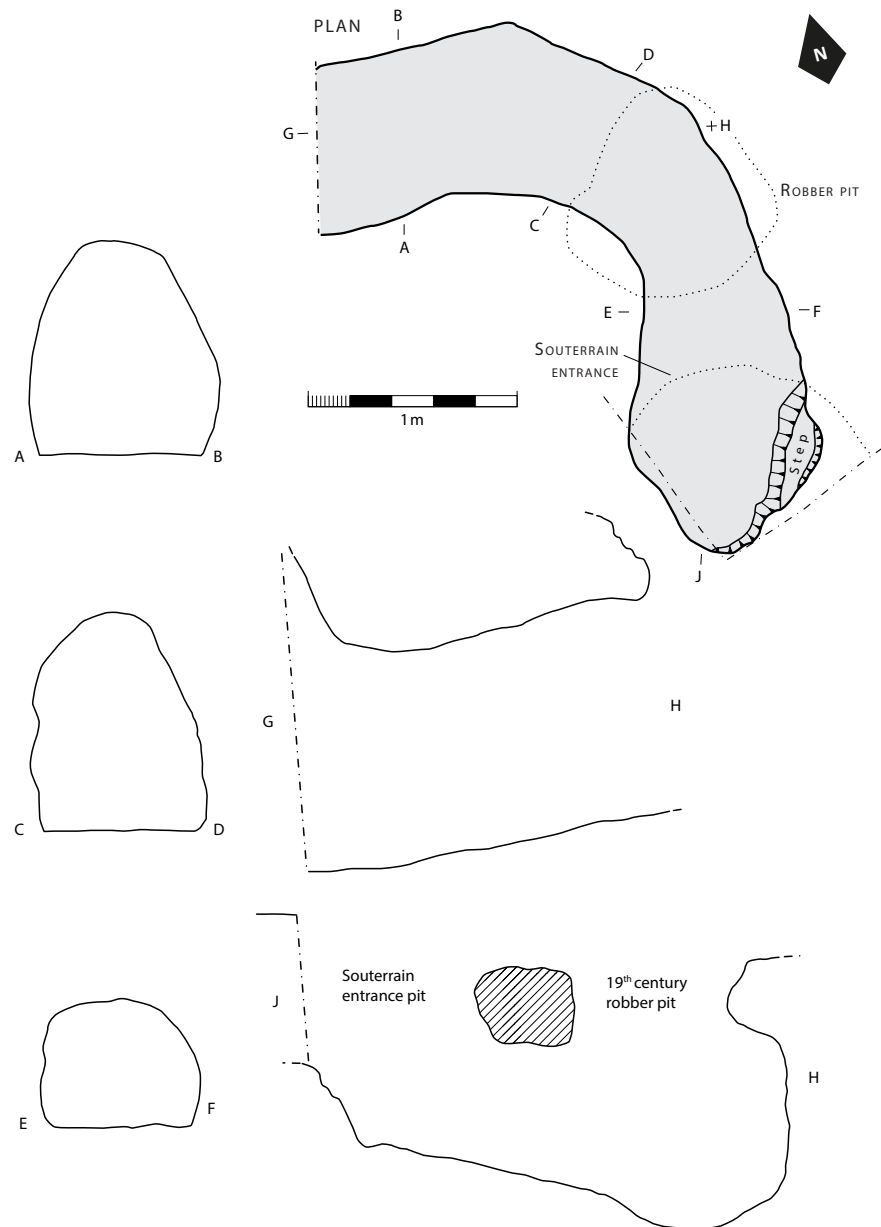 PLAN
B
D
N
G
H
ROBBER PIT
C
A
E
F
SOUTERRAIN
ENTRANCE
Step
1 m
J
A
B
G
H
C
D
Souterrain
entrance pit
19th century
robber pit
J
H
E
F